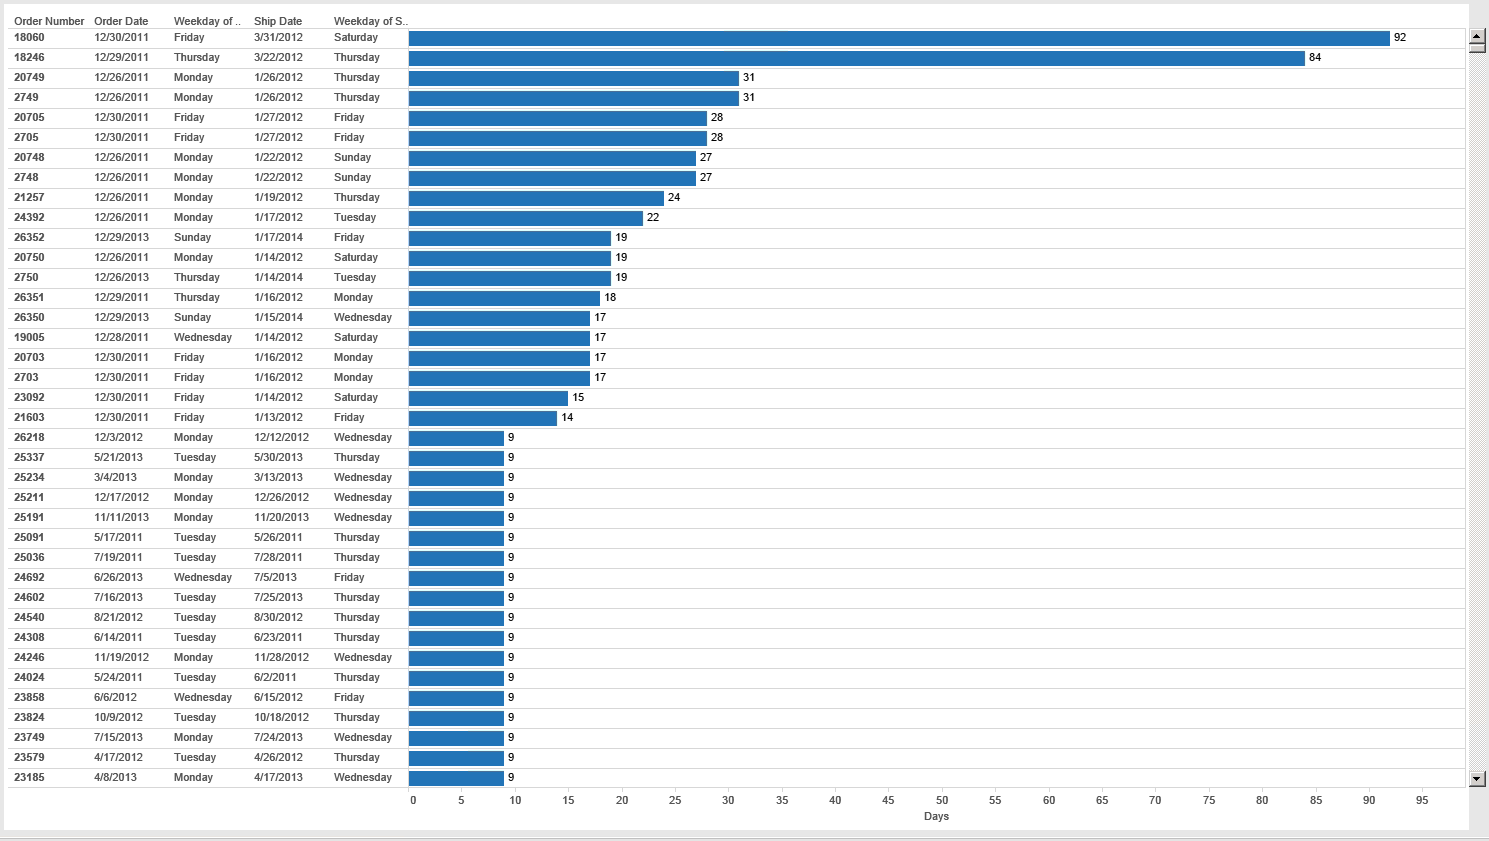 Order Number Order Date Weekday of .. Ship Date Weekday of S..
18060 12/30/2011 Friday 3/31/2012 Saturday 92
18246 12/29/2011 Thursday 3/22/2012 Thursday 84
20749 12/26/2011 Monday 1/26/2012 Thursday 31
2749 12/26/2011 Monday 1/26/2012 Thursday 31
20705 12/30/2011 Friday 1/27/2012 Friday 28
2705 12/30/2011 Friday 1/27/2012 Friday 28
20748 12/26/2011 Monday 1/22/2012 Sunday 27
2748 12/26/2011 Monday 1/22/2012 Sunday 27
21257 12/26/2011 Monday 1/19/2012 Thursday 24
24392 12/26/2011 Monday 1/17/2012 Tuesday 22
26352 12/29/2013 Sunday 1/17/2014 Friday 19
20750 12/26/2011 Monday 1/14/2012 Saturday 19
2750 12/26/2013 Thursday 1/14/2014 Tuesday 19
26351 12/29/2011 Thursday 1/16/2012 Monday 18
26350 12/29/2013 Sunday 1/15/2014 Wednesday 17
19005 12/28/2011 Wednesday 1/14/2012 Saturday 17
20703 12/30/2011 Friday 1/16/2012 Monday 17
2703 12/30/2011 Friday 1/16/2012 Monday 17
23092 12/30/2011 Friday 1/14/2012 Saturday 15
21603 12/30/2011 Friday 1/13/2012 Friday 14
26218 12/3/2012 Monday 12/12/2012 Wednesday 9
25337 5/21/2013 Tuesday 5/30/2013 Thursday 9
25234 3/4/2013 Monday 3/13/2013 Wednesday 9
25211 12/17/2012 Monday 12/26/2012 Wednesday 9
25191 11/11/2013 Monday 11/20/2013 Wednesday 9
25091 5/17/2011 Tuesday 5/26/2011 Thursday 9
25036 7/19/2011 Tuesday 7/28/2011 Thursday 9
24692 6/26/2013 Wednesday 7/5/2013 Friday 9
24602 7/16/2013 Tuesday 7/25/2013 Thursday 9
24540 8/21/2012 Tuesday 8/30/2012 Thursday 9
24308 6/14/2011 Tuesday 6/23/2011 Thursday 9
24246 11/19/2012 Monday 11/28/2012 Wednesday 9
24024 5/24/2011 Tuesday 6/2/2011 Thursday 9
23858 6/6/2012 Wednesday 6/15/2012 Friday 9
23824 10/9/2012 Tuesday 10/18/2012 Thursday 9
23749 7/15/2013 Monday 7/24/2013 Wednesday 9
23579 4/17/2012 Tuesday 4/26/2012 Thursday 9
23185 4/8/2013 Monday 4/17/2013 Wednesday 9
0 5 10 15 20 25 30 35 40 45 50 55 60 65 70 75 80 85 90 95
Days